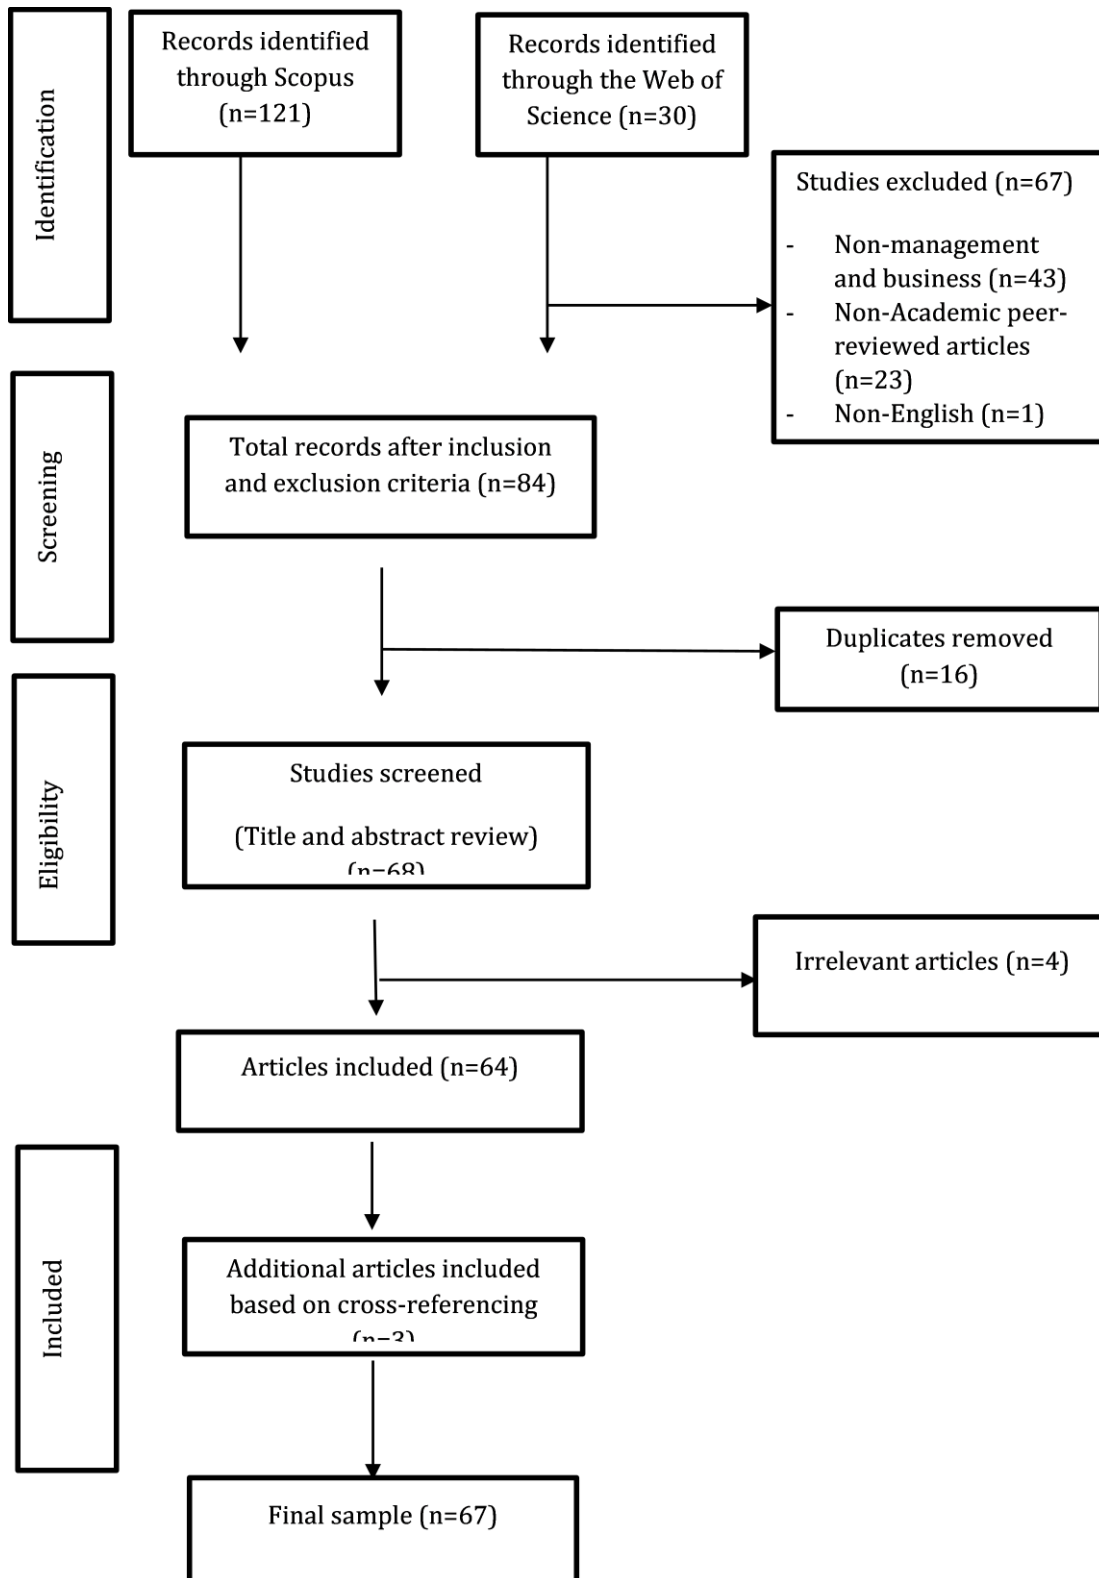 Identification
Records identified
through Scopus
(n=121)
Records identified
through the Web of
Science (n=30)
Studies excluded (n=67)
- Non-management
and business (n=43)
- Non-Academic peer-
reviewed articles
(n=23)
- Non-English (n=1)
Screening
Total records after inclusion
and exclusion criteria (n=84)
Duplicates removed
(n=16)
Eligibility
Studies screened
(Title and abstract review)
(n=68)
Irrelevant articles (n=4)
Articles included (n=64)
Included
Additional articles included
based on cross-referencing
(n=3)
Final sample (n=67)